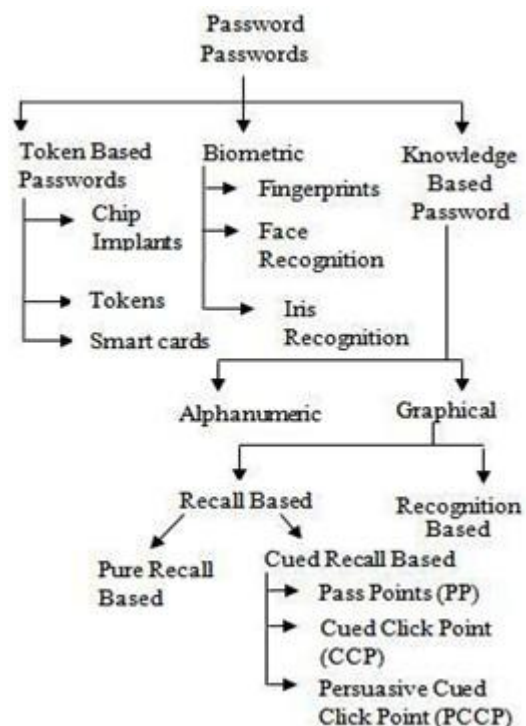 Password
Passwords
Token Based
Passwords
Chip
Implants
Tokens
Smart cards
Biometric
Fingerprints
Face
Recognition
Iris
Recognition
Knowledge
Based
Password
Alphanumeric
Graphical
Recall Based
Recognition
Based
Pure Recall
Based
Cued Recall Based
Pass Points (PP)
Cued Click Point
(CCP)
Persuasive Cued
Click Point (PCCP)